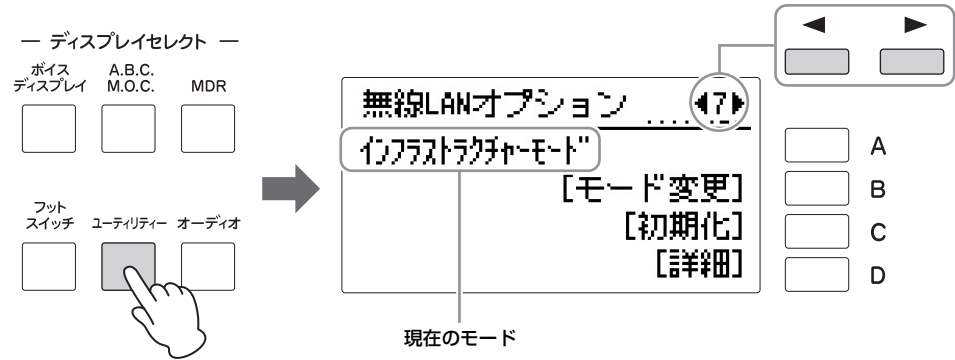 ― ディスプレイセレクト ―
ボイス
ディスプレイ
A.B.C.
M.O.C.
MDR
フット
スイッチ
ユーティリティー
オーディオ
無線LANオプション
7
インフラストラクチャーモード
[モード変更]
[初期化]
[詳細]
現在のモード
A
B
C
D